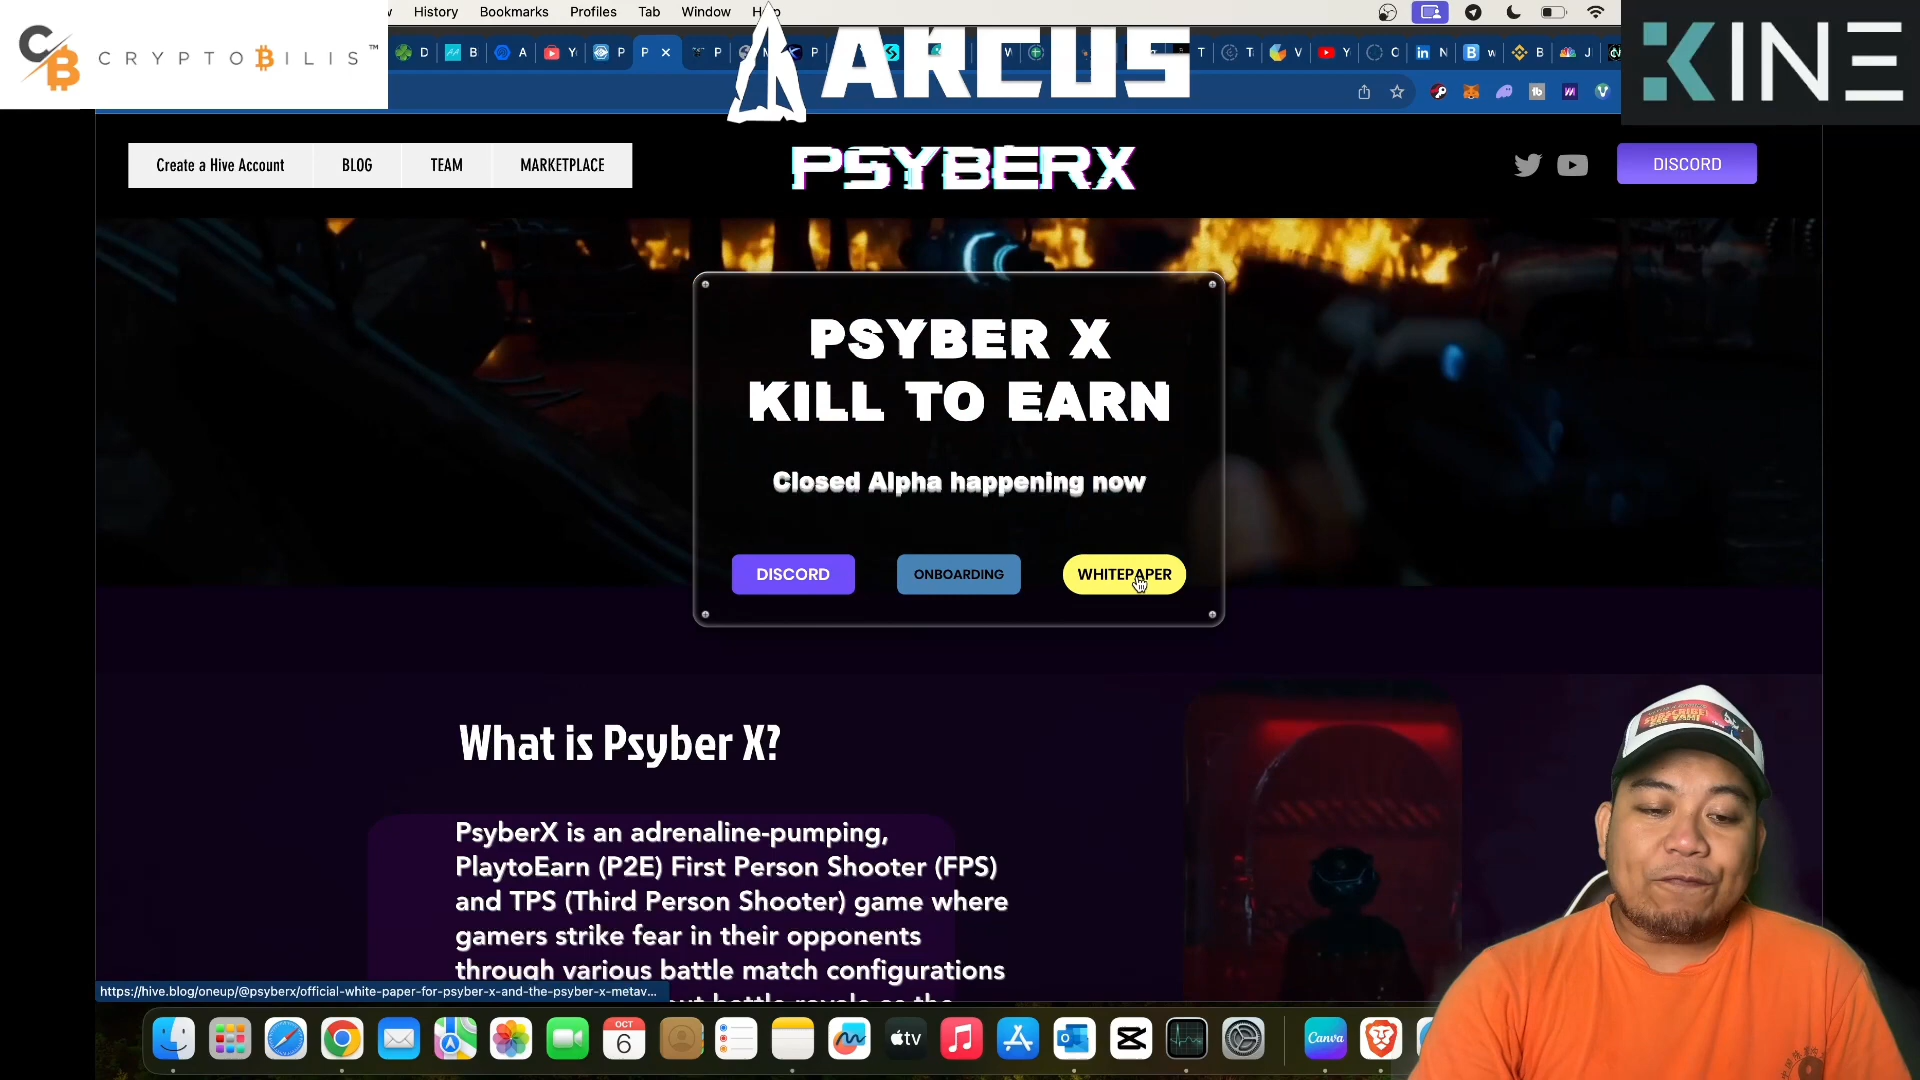 History Bookmarks Profiles Tab Window
CRYPTOBILIS™
ARCUS
KINE
Create a Hive Account BLOG TEAM MARKETPLACE
PSYBERX
DISCORD
PSYBER X
KILL TO EARN
Closed Alpha happening now
DISCORD ONBOARDING WHITEPAPER
What is Psyber X?
PsyberX is an adrenaline-pumping,
PlaytoEarn (P2E) First Person Shooter (FPS)
and TPS (Third Person Shooter) game where
gamers strike fear in their opponents
through various battle match configurations
https://hive.blog/oneup/@psyberx/official-white-paper-for-psyber-x-and-the-psyber-x-metav...
SUBSCRIBE!
OCT
6
tv
Canva